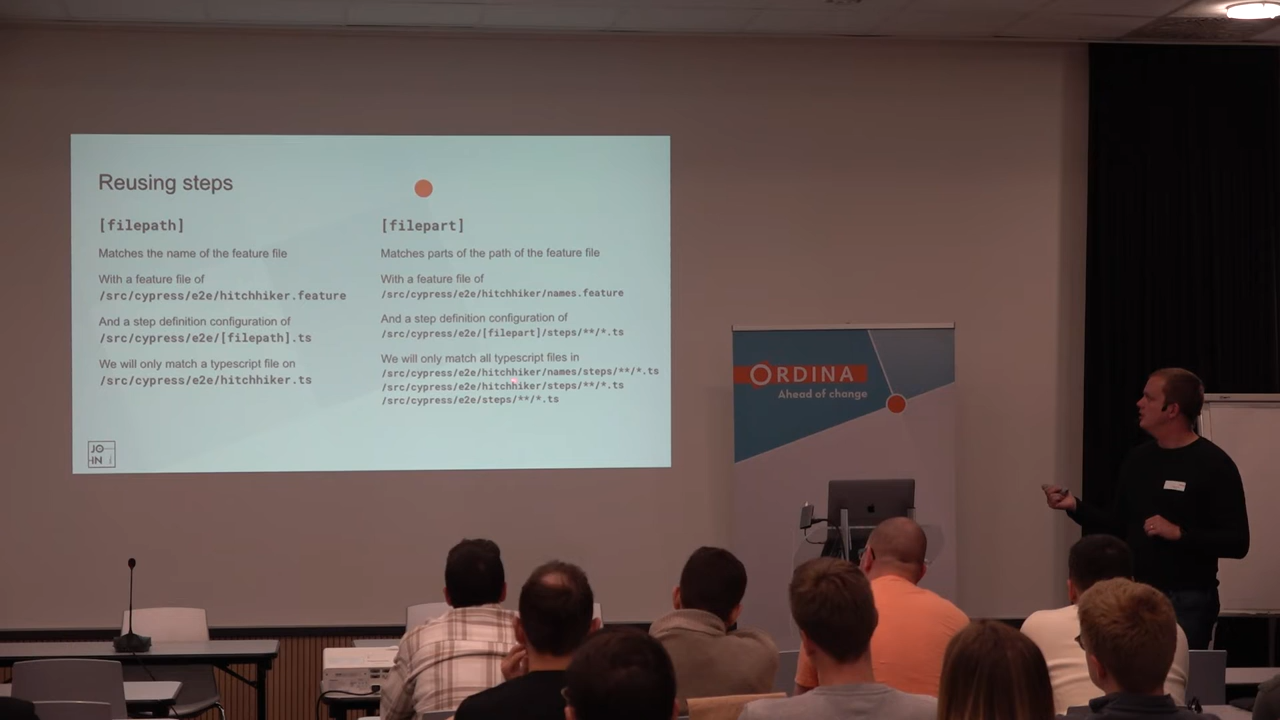 Reusing steps
[filepath]
Matches the name of the feature file
With a feature file of
/src/cypress/e2e/hitchhiker.feature
And a step definition configuration of
/src/cypress/e2e/[filepath].ts
We will only match a typescript file on
/src/cypress/e2e/hitchhiker.ts
[filepart]
Matches parts of the path of the feature file
With a feature file of
/src/cypress/e2e/hitchhiker/names.feature
And a step definition configuration of
/src/cypress/e2e/[filepart]/steps/**/*.ts
We will only match all typescript files in
/src/cypress/e2e/hitchhiker/names/steps/**/*.ts
/src/cypress/e2e/hitchhiker/steps/**/*.ts
/src/cypress/e2e/steps/**/*.ts
JO
IN
ORDINA
Ahead of change